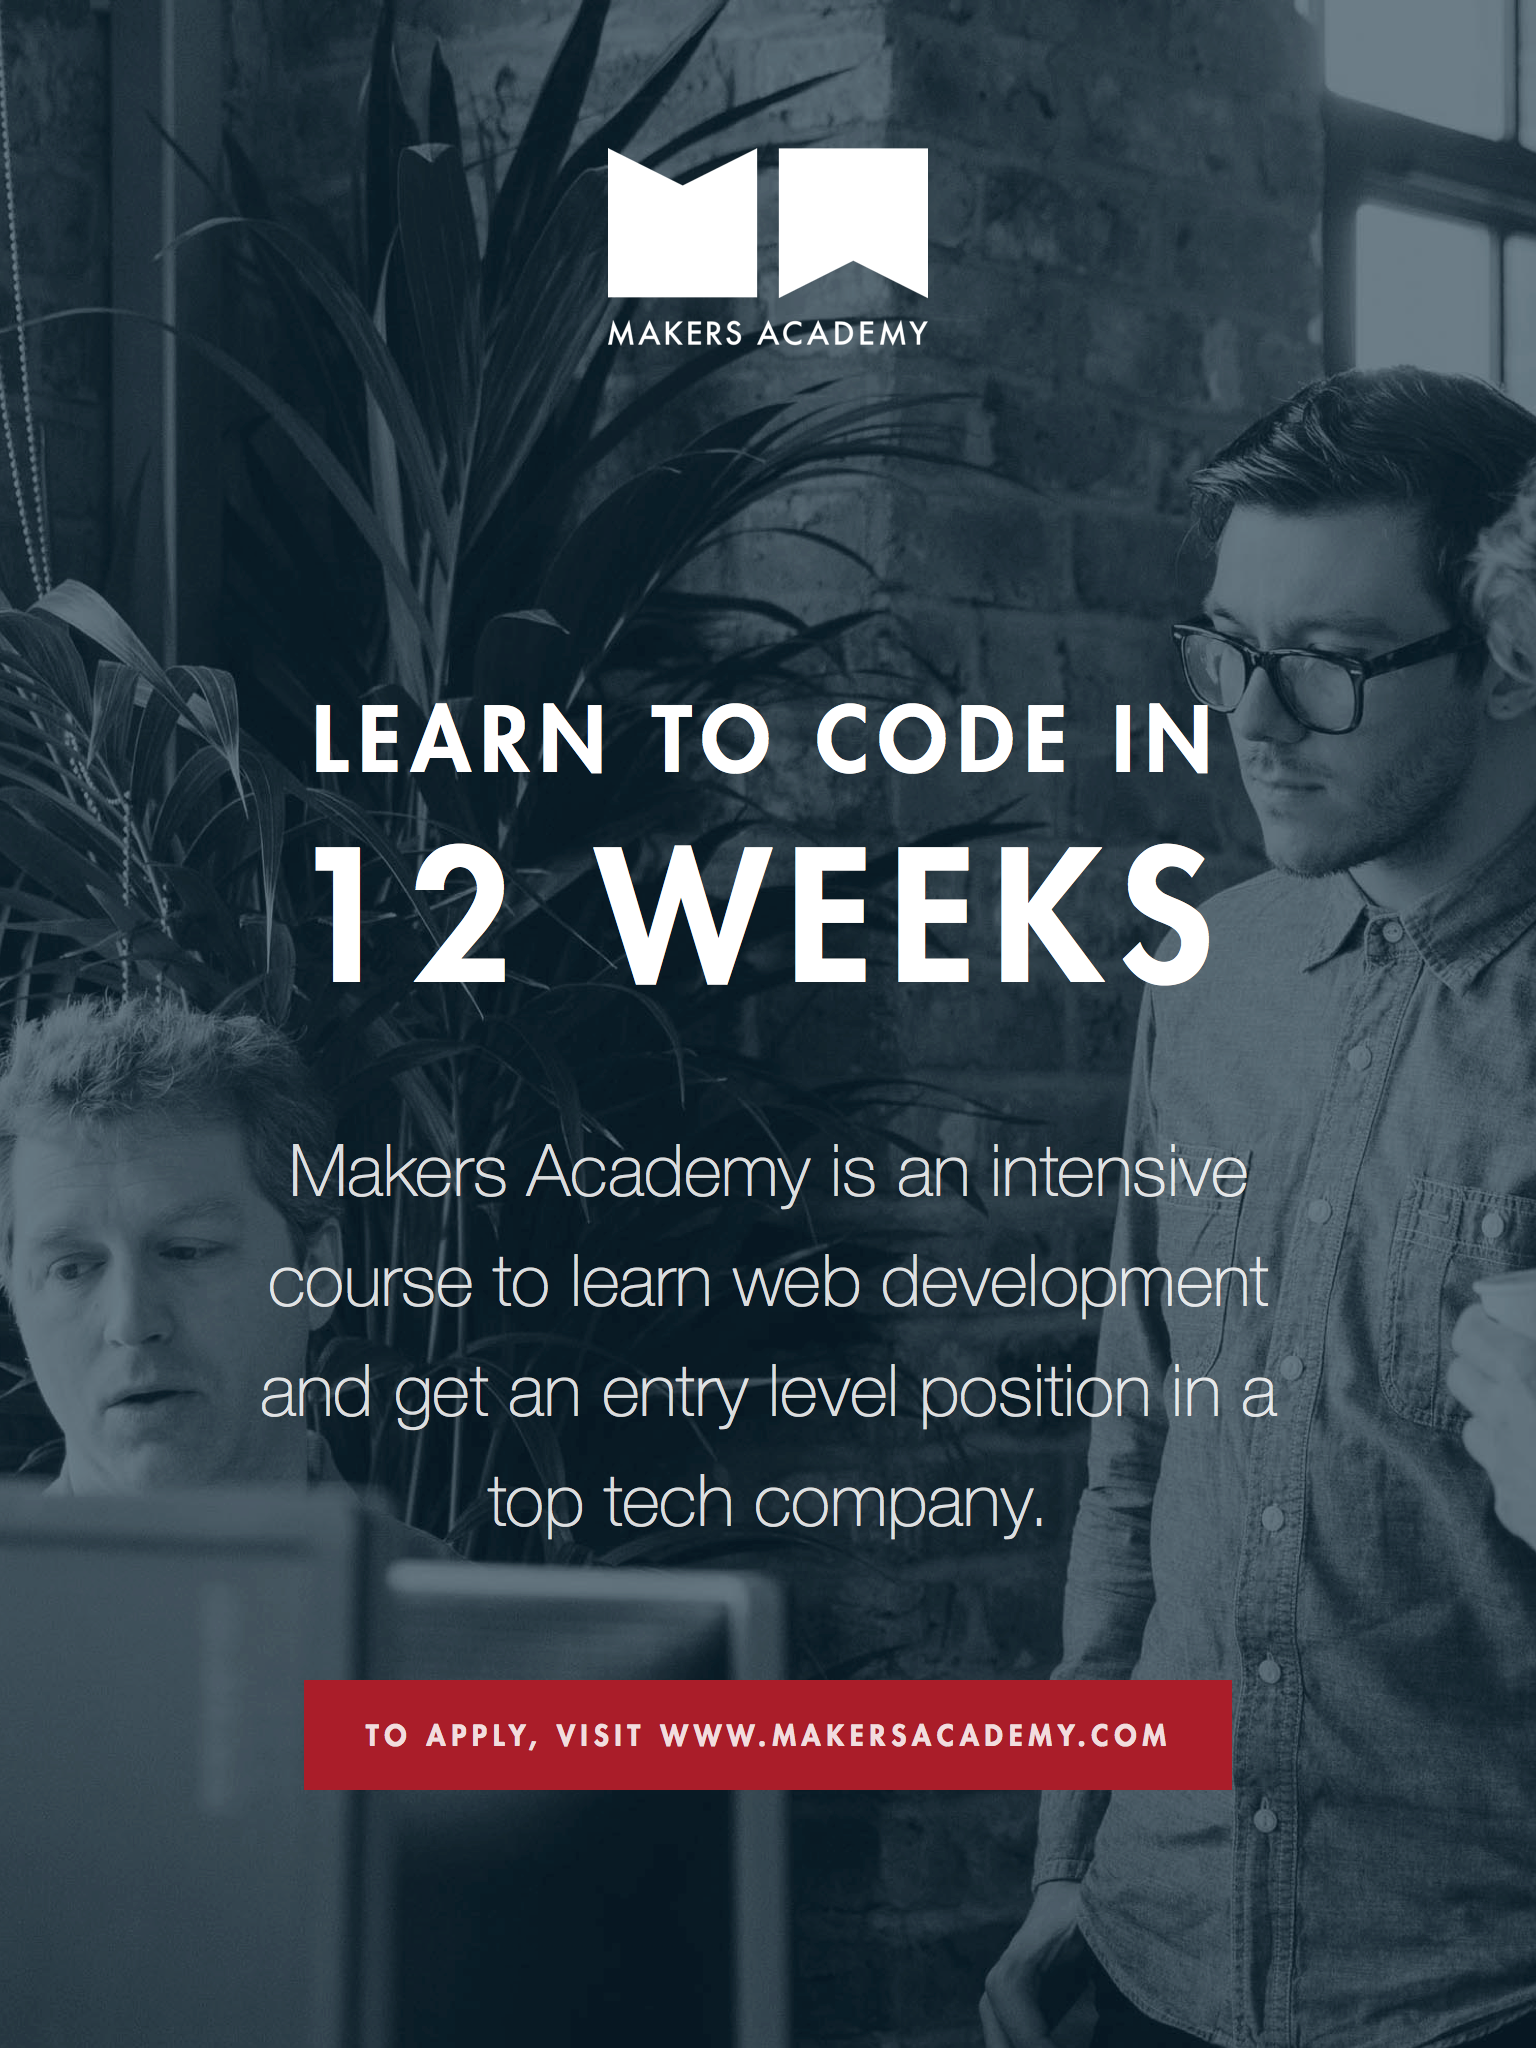 MAKERS ACADEMY
LEARN TO CODE IN
12 WEEKS
Makers Academy is an intensive
course to learn web development
and get an entry level position in a
top tech company.
TO APPLY, VISIT WWW.MAKERSACADEMY.COM